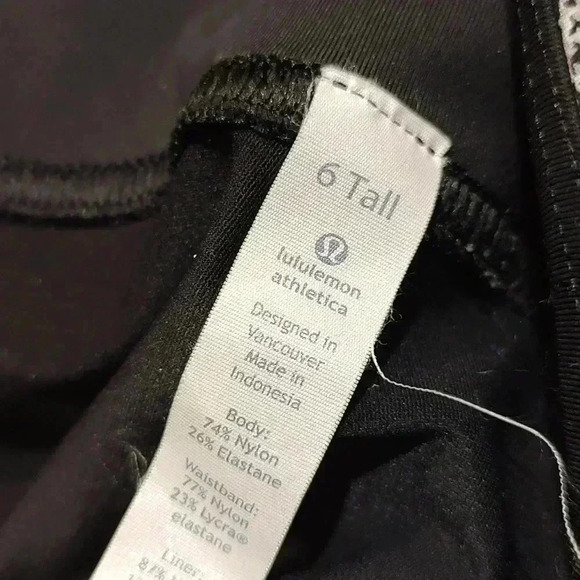 6 Tall
lululemon
athletica
Designed in
Vancouver
Made in
Indonesia
Body:
74% Nylon
26% Elastane
Waistband:
77% Nylon
23% Lycra®
elastane
Liner: